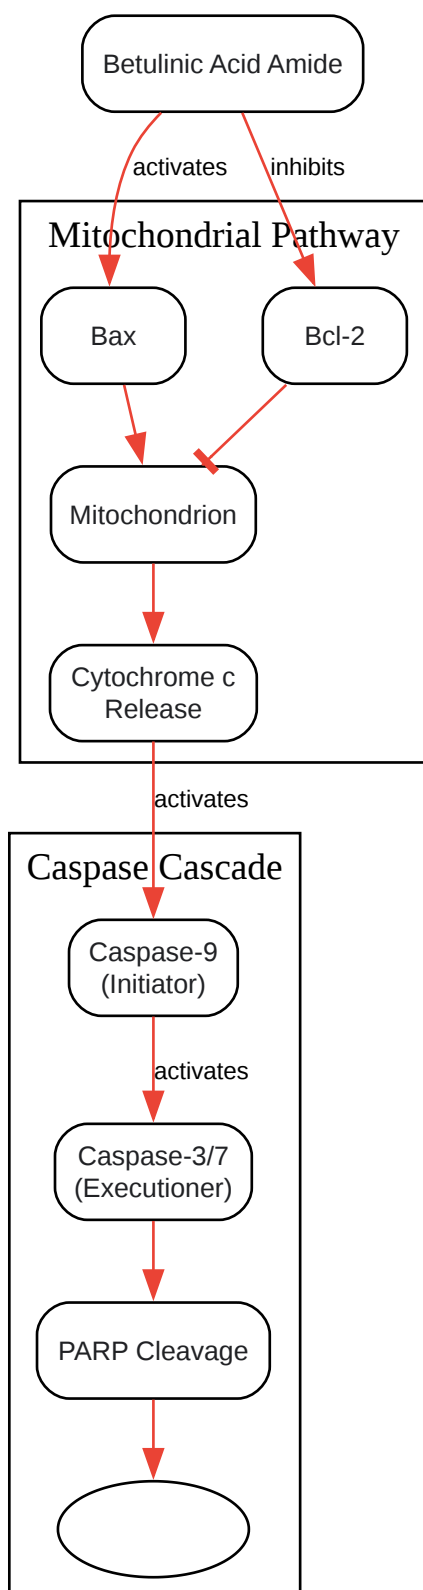 Betulinic Acid Amide
activates
inhibits
Mitochondrial Pathway
Bax
Bcl-2
Mitochondrion
Cytochrome c
Release
activates
Caspase Cascade
Caspase-9
(Initiator)
activates
Caspase-3/7
(Executioner)
PARP Cleavage